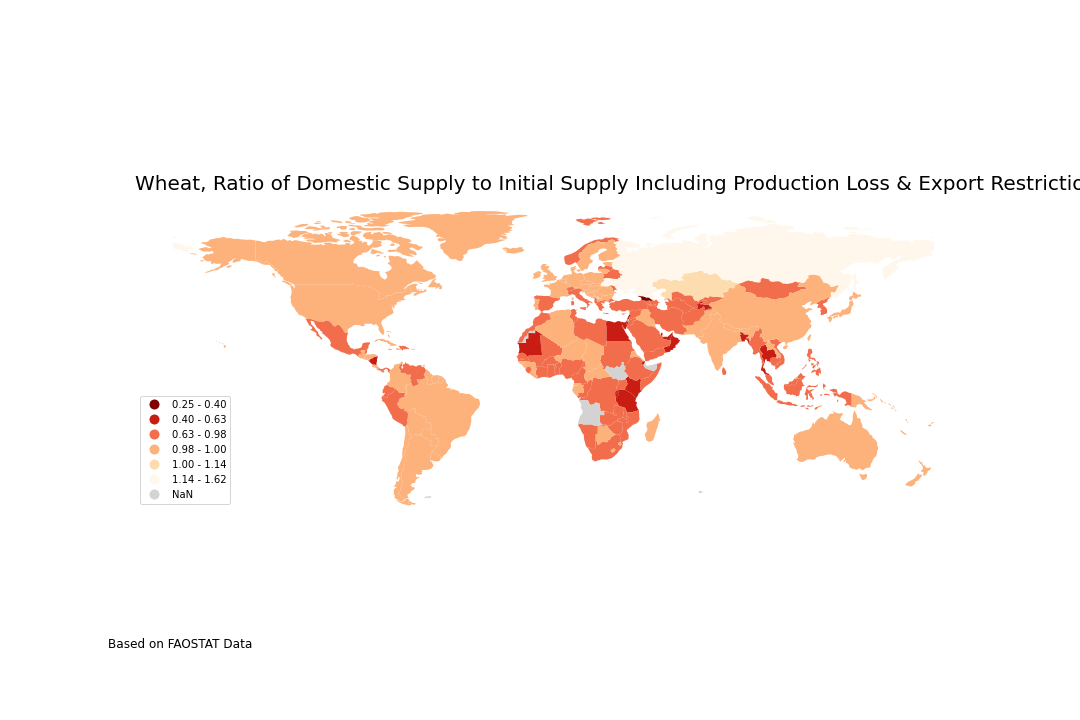 Wheat, Ratio of Domestic Supply to Initial Supply Including Production Loss & Export
0.25 - 0.40
0.40 - 0.63
0.63 - 0.98
0.98 - 1.00
1.00 - 1.14
1.14 - 1.62
NaN
Based on FAOSTAT Data